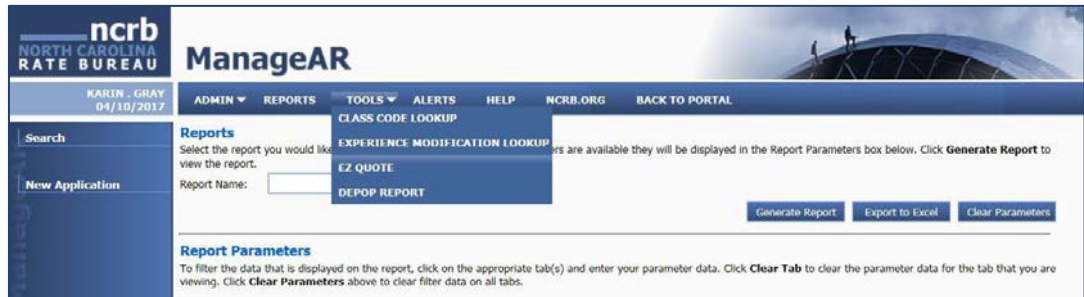 ncrb
NORTH CAROLINA
RATE BUREAU
ManageAR
KARIN . GRAY
04/10/2017
ADMIN REPORTS TOOLS ALERTS HELP NCRB.ORG BACK TO PORTAL
CLASS CODE LOOKUP
EXPERIENCE MODIFICATION LOOKUP
EZ QUOTE
DEPOP REPORT
Search
New Application
Reports
Select the report you would like ers are available they will be displayed in the Report Parameters box below. Click Generate Report to
view the report.
Report Name:
Generate Report Export to Excel Clear Parameters
Report Parameters
To filter the data that is displayed on the report, click on the appropriate tab(s) and enter your parameter data. Click Clear Tab to clear the parameter data for the tab that you are
viewing. Click Clear Parameters above to clear filter data on all tabs.